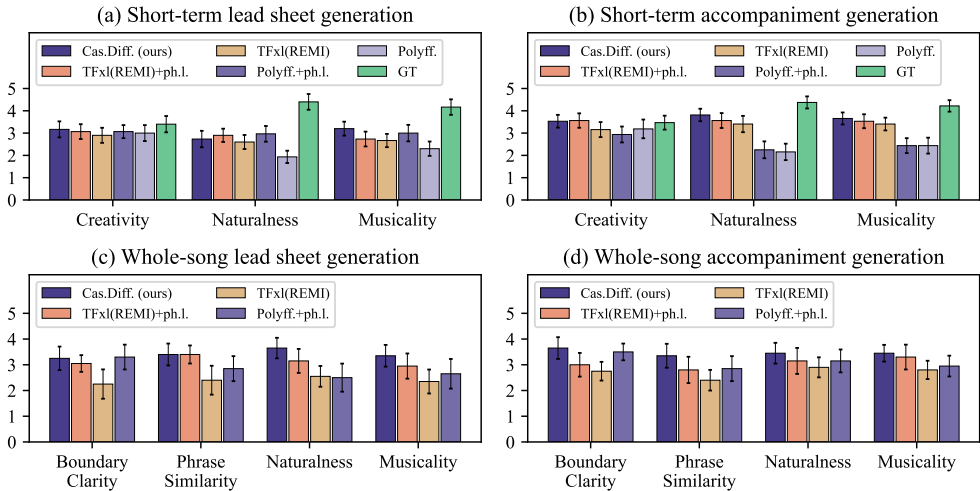 (a) Short-term lead sheet generation
Cas.Diff. (ours)
TFxl(REMI)
Polyff.
TFxl(REMI)+ph.l.
Polyff.+ph.l.
GT
5
4
3
2
1
0
Creativity
Naturalness
Musicality
(b) Short-term accompaniment generation
Cas.Diff. (ours)
TFxl(REMI)
Polyff.
TFxl(REMI)+ph.l.
Polyff.+ph.l.
GT
5
4
3
2
1
0
Creativity
Naturalness
Musicality
(c) Whole-song lead sheet generation
Cas.Diff. (ours)
TFxl(REMI)
TFxl(REMI)+ph.l.
Polyff.+ph.l.
5
4
3
2
1
0
Boundary
Clarity
Phrase
Similarity
Naturalness
Musicality
(d) Whole-song accompaniment generation
Cas.Diff. (ours)
TFxl(REMI)
TFxl(REMI)+ph.l.
Polyff.+ph.l.
5
4
3
2
1
0
Boundary
Clarity
Phrase
Similarity
Naturalness
Musicality